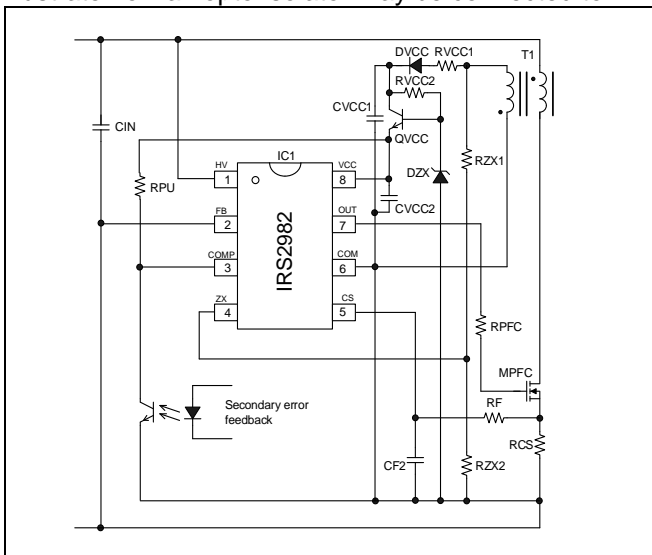 DVCC RVCC1
T1
RVCC2
CVCC1
CIN
QVCC
IC1
RZX1
DZX
HV
VCC
1
8
RPU
CVCC2
FB
OUT
2
7
COMP
COM
3
6
IRS2982
ZX
CS
4
5
RPFC
MPFC
Secondary error
feedback
RF
RCS
CF2
RZX2